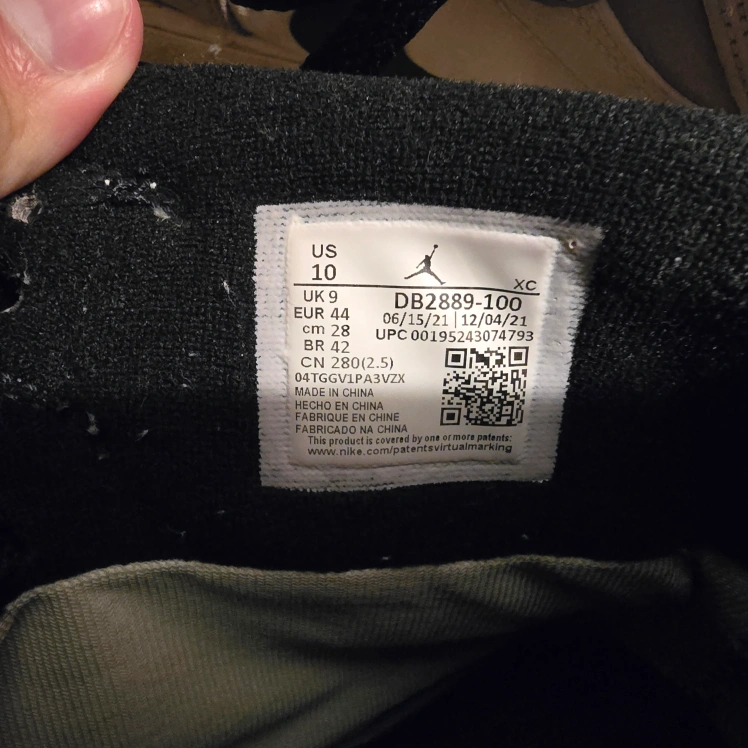 US
10
XC
UK 9
EUR 44
cm 28
BR 42
CN 280(2.5)
DB2889-100
06/15/21 | 12/04/21
UPC 00195243074793
04TGGV1PA3VZX
MADE IN CHINA
HECHO EN CHINA
FABRIQUE EN CHINE
FABRICADO NA CHINA
This product is covered by one or more patents:
www.nike.com/patentsvirtualmarking